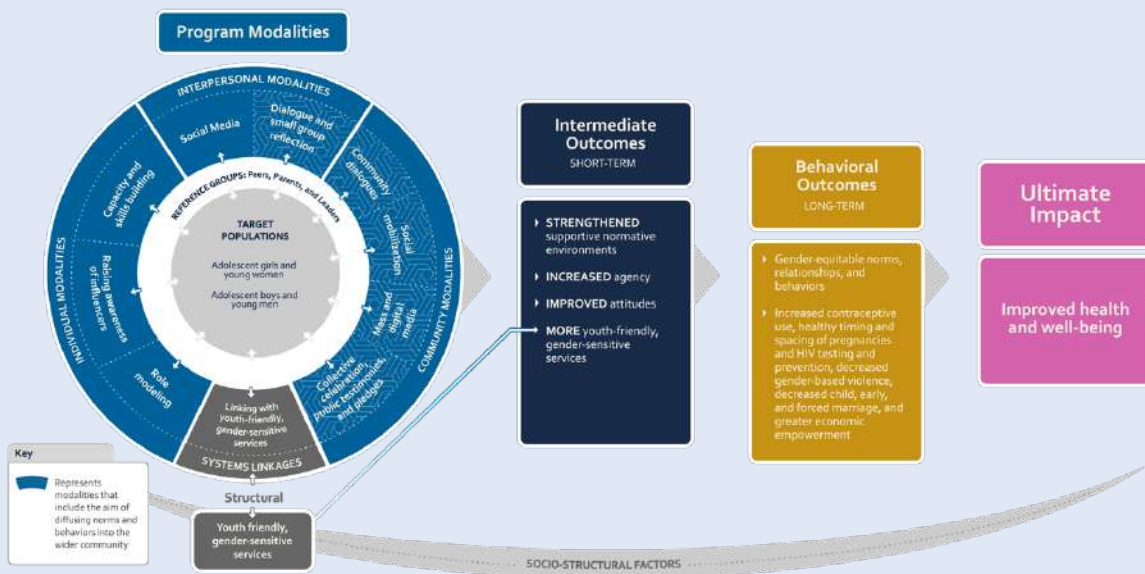 Program Modalities
INTERPERSONAL MODALITIES
Social Media
Dialogue and
small group
reflection
Community
dialogues
Social
mobilization
Mass and
digital
media
Collective
celebration,
public testimonies,
and pledges
COMMUNITY MODALITIES
Capacity and
skills building
Raising awareness
of influencers
Role
modeling
INDIVIDUAL MODALITIES
REFERENCE GROUPS: Peers, Parents, and Leaders
TARGET
POPULATIONS
Adolescent girls and
young women
Adolescent boys and
young men
Linking with
youth-friendly,
gender-sensitive
services
SYSTEMS LINKAGES
Structural
Youth friendly,
gender-sensitive
services
Key
Represents
modalities that
include the aim of
diffusing norms and
behaviors into the
wider community
Intermediate
Outcomes
SHORT-TERM
STRENGTHENED
supportive normative
environments
INCREASED agency
IMPROVED attitudes
MORE youth-friendly,
gender-sensitive
services
Behavioral
Outcomes
LONG-TERM
Gender-equitable norms,
relationships, and
behaviors
Increased contraceptive
use, healthy timing and
spacing of pregnancies
and HIV testing and
prevention, decreased
gender-based violence,
decreased child, early,
and forced marriage, and
greater economic
empowerment
Ultimate
Impact
Improved health
and well-being
SOCIO-STRUCTURAL FACTORS